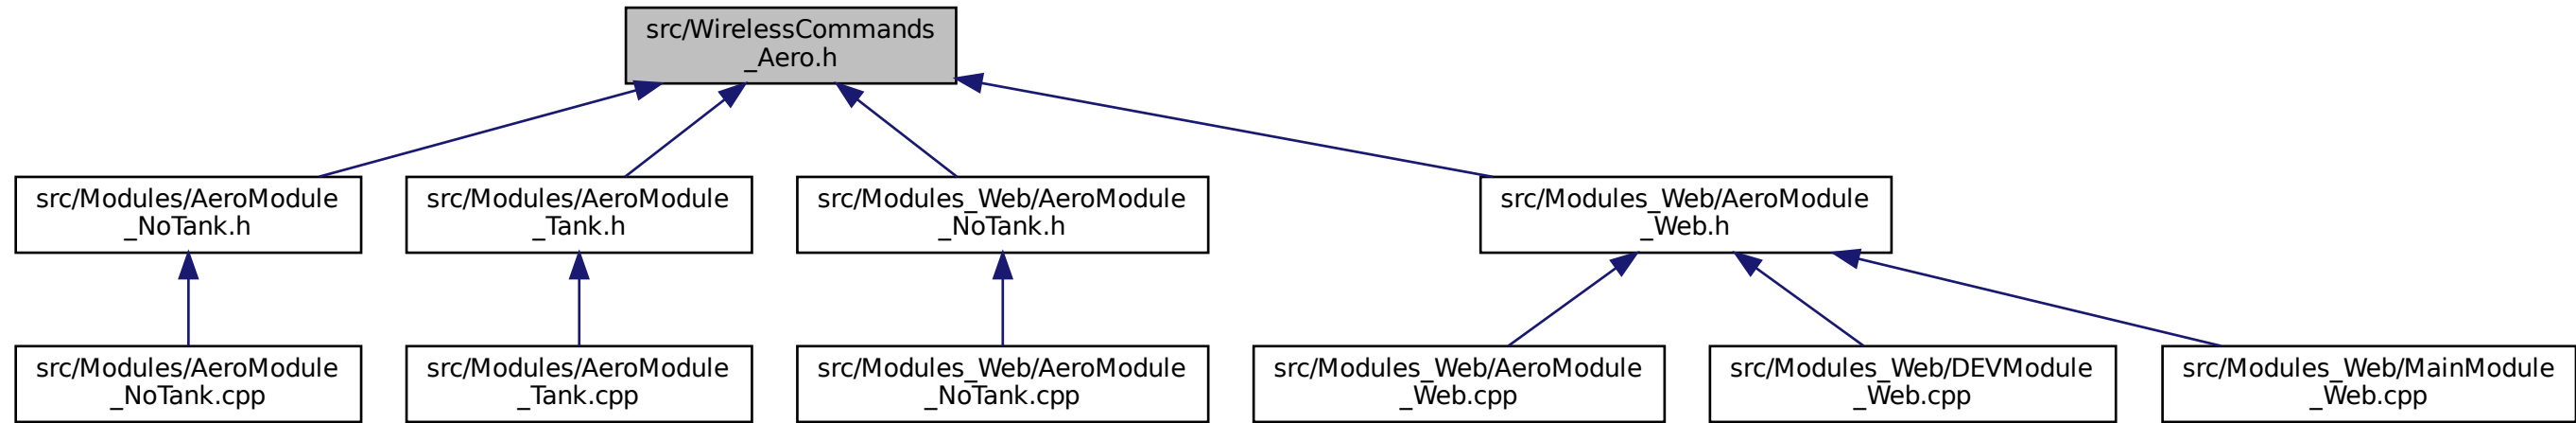 src/WirelessCommands
_Aero.h
src/Modules/AeroModule
_NoTank.h
src/Modules/AeroModule
_Tank.h
src/Modules_Web/AeroModule
_NoTank.h
src/Modules_Web/AeroModule
_Web.h
src/Modules/AeroModule
_NoTank.cpp
src/Modules/AeroModule
_Tank.cpp
src/Modules_Web/AeroModule
_NoTank.cpp
src/Modules_Web/AeroModule
_Web.cpp
src/Modules_Web/DEVModule
_Web.cpp
src/Modules_Web/MainModule
_Web.cpp